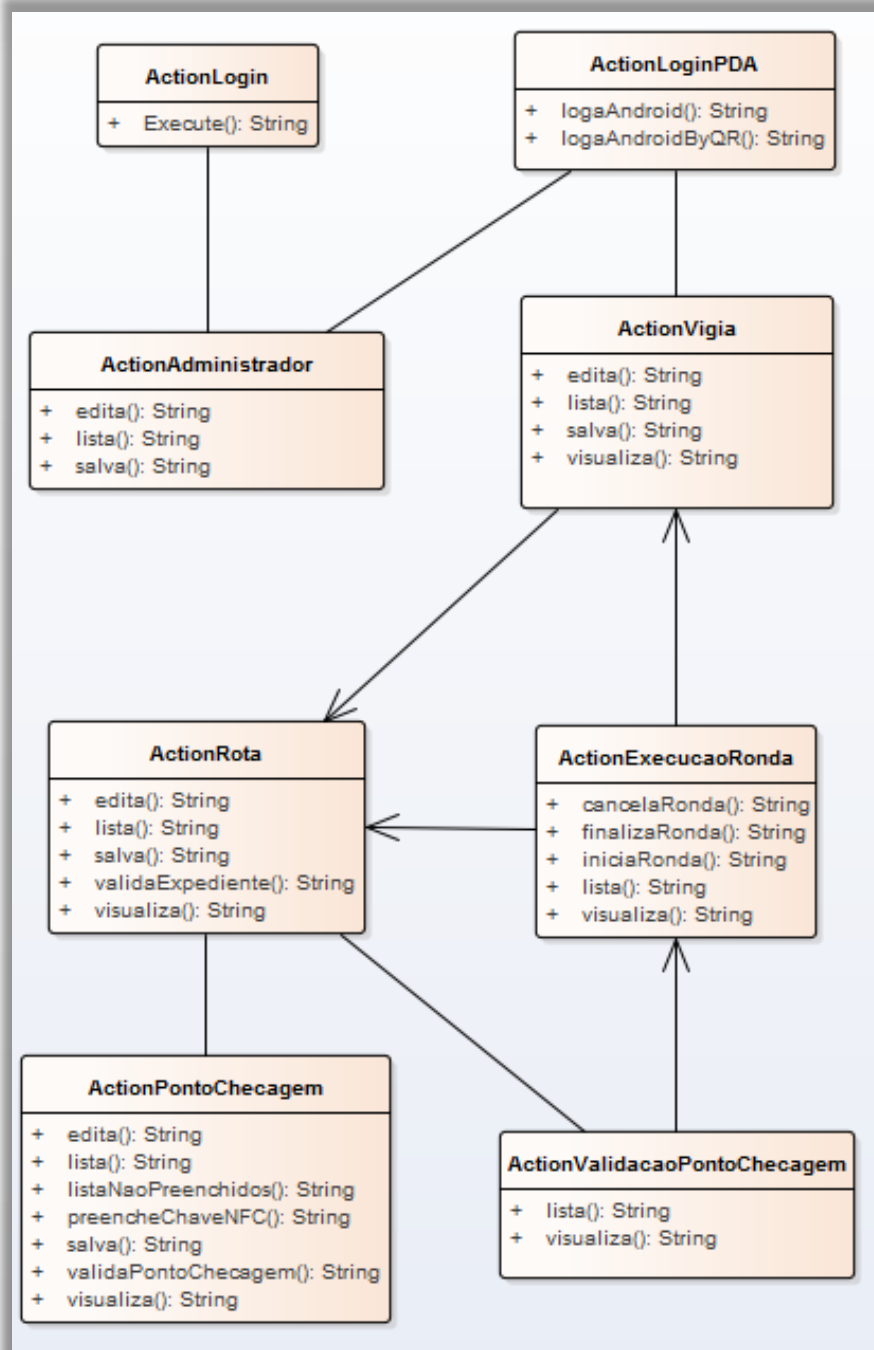 ActionLogin
+ Execute(): String
ActionLoginPDA
+ logaAndroid(): String
+ logaAndroidByQR(): String
ActionAdministrador
+ edita(): String
+ lista(): String
+ salva(): String
ActionVigia
+ edita(): String
+ lista(): String
+ salva(): String
+ visualiza(): String
ActionRota
+ edita(): String
+ lista(): String
+ salva(): String
+ validaExpediente(): String
+ visualiza(): String
ActionExecucaoRonda
+ cancelaRonda(): String
+ finalizaRonda(): String
+ iniciaRonda(): String
+ lista(): String
+ visualiza(): String
ActionPontoChecagem
+ edita(): String
+ lista(): String
+ listaNaoPreenchidos(): String
+ preencheChaveNFC(): String
+ salva(): String
+ validaPontoChecagem(): String
+ visualiza(): String
ActionValidacaoPontoChecagem
+ lista(): String
+ visualiza(): String